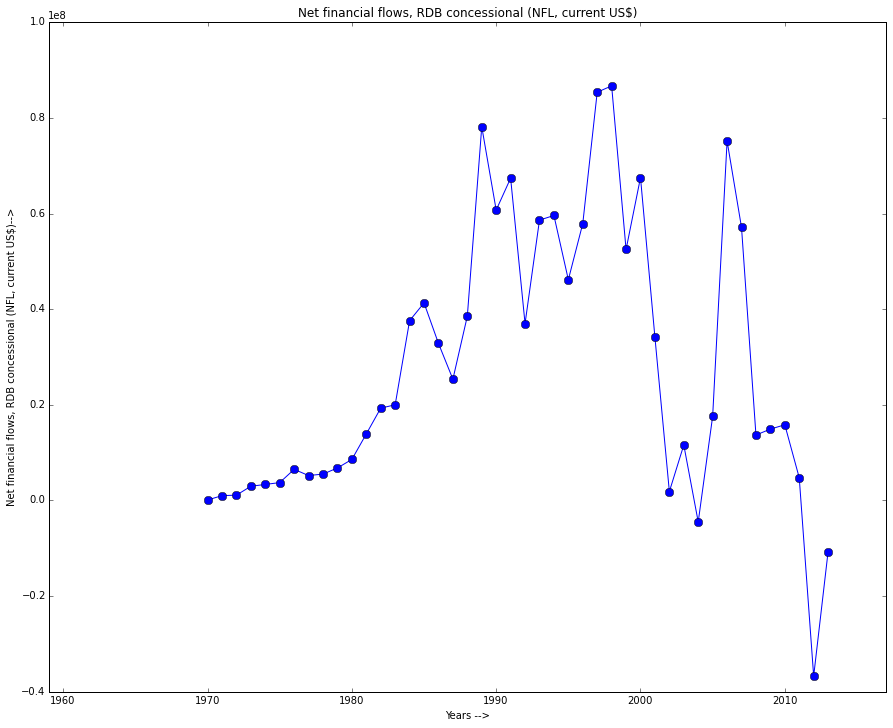 Net financial flows, RDB concessional (NFL, current US$)
1e8
1.0
0.8
0.6
0.4
0.2
0.0
−0.2
−0.4
Net financial flows, RDB concessional (NFL, current US$)-->
1960 1970 1980 1990 2000 2010
Years -->